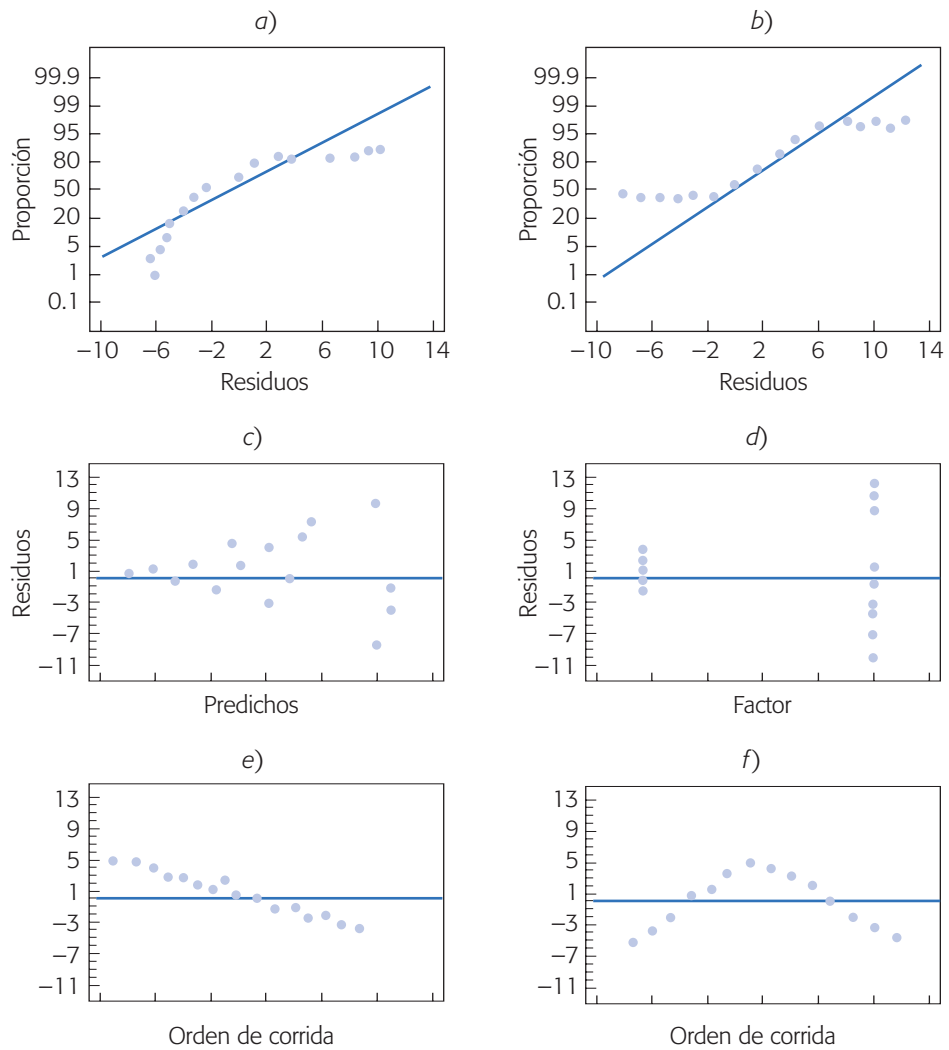 a)
99.9
99
95
80
50
20
5
1
0.1
Proporción
−10 −6 −2 2 6 10 14
Residuos
b)
99.9
99
95
80
50
20
5
1
0.1
Proporción
−10 −6 −2 2 6 10 14
Residuos
c)
13
9
5
1
−3
−7
−11
Residuos
Predichos
d)
13
9
5
1
−3
−7
−11
Residuos
Factor
e)
13
9
5
1
−3
−7
−11
Orden de corrida
f)
13
9
5
1
−3
−7
−11
Orden de corrida